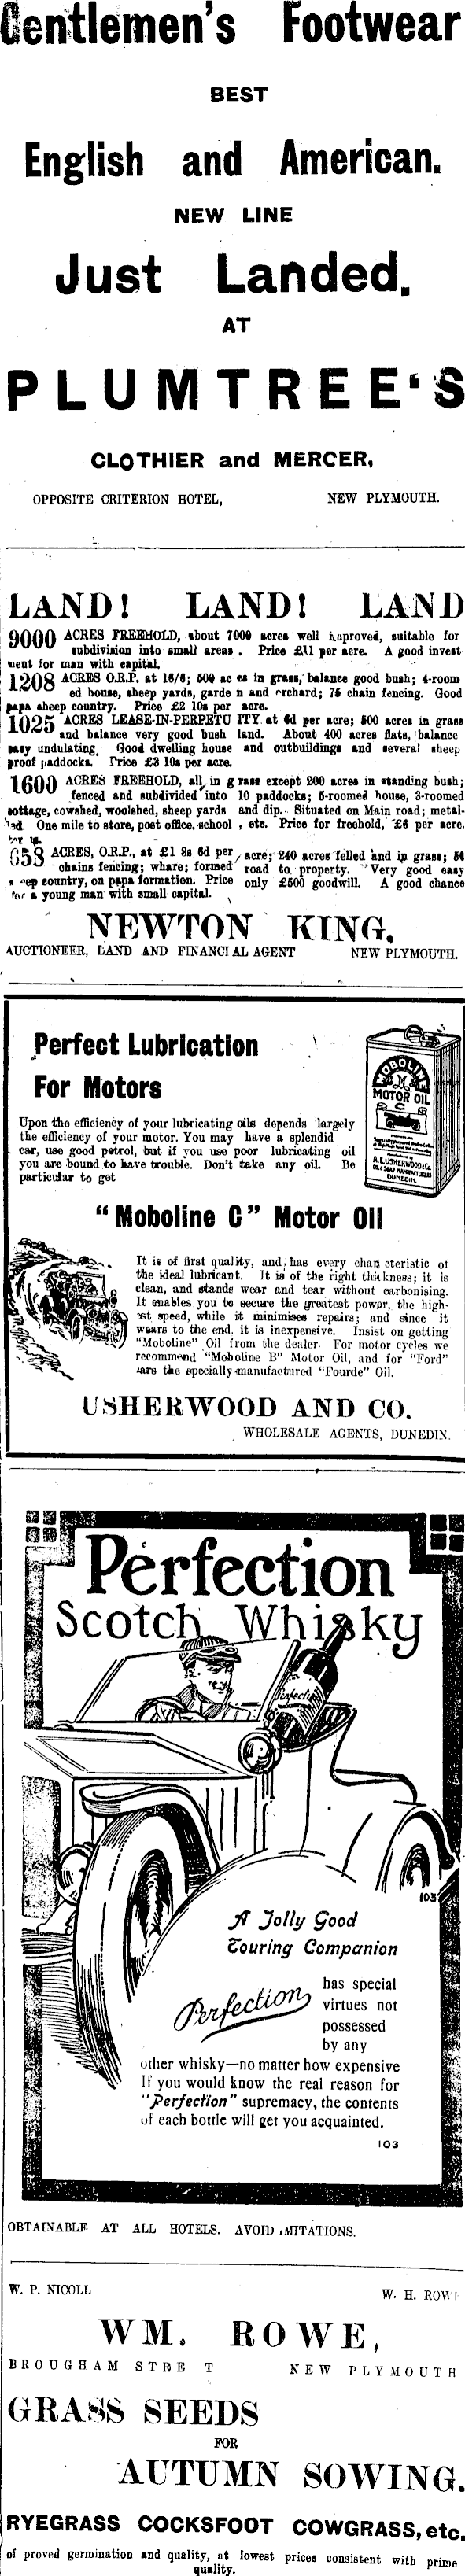 Gentlemen's Footwear
BEST
English and American.
NEW LINE
Just Landed.
AT
PLUMTREE'S
CLOTHIER and MERCER,
OPPOSITE CRITERION HOTEL, NEW PLYMOUTH.
LAND! LAND! LAND
9000 ACRES FREEHOLD, about 7000 acres well improved, suitable for
subdivision into small areas. Price £11 per acre. A good invest
ment for man with capital.
1208 ACRES O.R.P. at 16/6; 500 ac es in grass, balance good bush; 4-room
ed house, sheep yards, garde n and orchard; 75 chain fencing. Good
papa sheep country. Price £2 10s per acre.
1025 ACRES LEASE-IN-PERPETU ITY at 6d per acre; 500 acres in grass
and balance very good bush land. About 400 acres flats, balance
easy undulating. Good dwelling house and outbuildings and several sheep
proof paddocks. Price £3 10s per acre.
1600 ACRES FREEHOLD, all in g rass except 200 acres in standing bush;
fenced and subdivided into 10 paddocks; 5-roomed house, 3-roomed
cottage, cowshed, woolshed, sheep yards and dip. Situated on Main road; metal-
led. One mile to store, post office, school, etc. Price for freehold, £6 per acre.
653 ACRES, O.R.P., at £1 8s 6d per acre; 240 acres felled and in grass; 54
chains fencing; whare; formed road to property. Very good easy
sheep country, on papa formation. Price only £500 goodwill. A good chance
for a young man with small capital.
NEWTON KING,
AUCTIONEER, LAND AND FINANCIAL AGENT NEW PLYMOUTH.
Perfect Lubrication
For Motors
MOBOLINE
MOTOR OIL
A. L. USHERWOOD & Co.
DUNEDIN
Upon the efficiency of your lubricating oils depends largely
the efficiency of your motor. You may have a splendid
car, use good petrol, but if you use poor lubricating oil
you are bound to have trouble. Don't take any oil. Be
particular to get
"Moboline C" Motor Oil
It is of first quality, and has every characteristic of
the ideal lubricant. It is of the right thickness; it is
clean, and stands wear and tear without carbonising.
It enables you to secure the greatest power, the high-
est speed, while it minimises repairs; and since it
wears to the end. it is inexpensive. Insist on getting
"Moboline" Oil from the dealer. For motor cycles we
recommend "Moboline B" Motor Oil, and for "Ford"
cars the specially manufactured "Fourde" Oil.
USHERWOOD AND CO.
WHOLESALE AGENTS, DUNEDIN.
Perfection
Scotch Whisky
Perfection
103
A Jolly Good
Touring Companion
Perfection has special
virtues not
possessed
by any
other whisky—no matter how expensive
If you would know the real reason for
"Perfection" supremacy, the contents
of each bottle will get you acquainted.
103
OBTAINABLE AT ALL HOTELS. AVOID IMITATIONS.
W. P. NICOLL W. H. ROWE
WM. ROWE,
BROUGHAM STRE T NEW PLYMOUTH
GRASS SEEDS
FOR
AUTUMN SOWING.
RYEGRASS COCKSFOOT COWGRASS, etc.
of proved germination and quality, at lowest prices consistent with prime
quality.